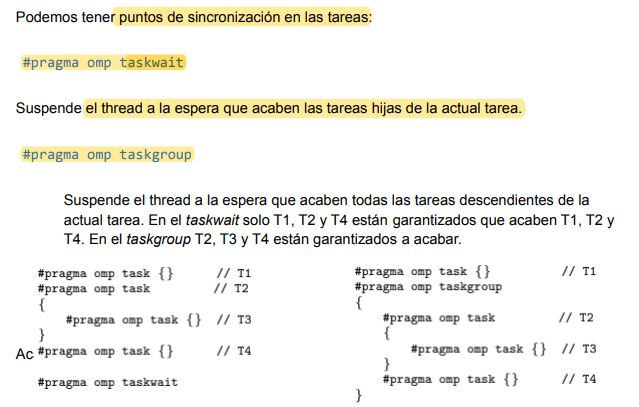 Podemos tener puntos de sincronización en las tareas:
#pragma omp taskwait
Suspende el thread a la espera que acaben las tareas hijas de la actual tarea.
#pragma omp taskgroup
Suspende el thread a la espera que acaben todas las tareas descendientes de la
actual tarea. En el taskwait solo T1, T2 y T4 están garantizados que acaben T1, T2 y
T4. En el taskgroup T2, T3 y T4 están garantizados a acabar.
#pragma omp task {} // T1
#pragma omp task // T2
{
#pragma omp task {} // T3
}
Ac #pragma omp task {} // T4
#pragma omp taskwait
#pragma omp task {} // T1
#pragma omp taskgroup
{
#pragma omp task // T2
{
#pragma omp task {} // T3
}
#pragma omp task {} // T4
}